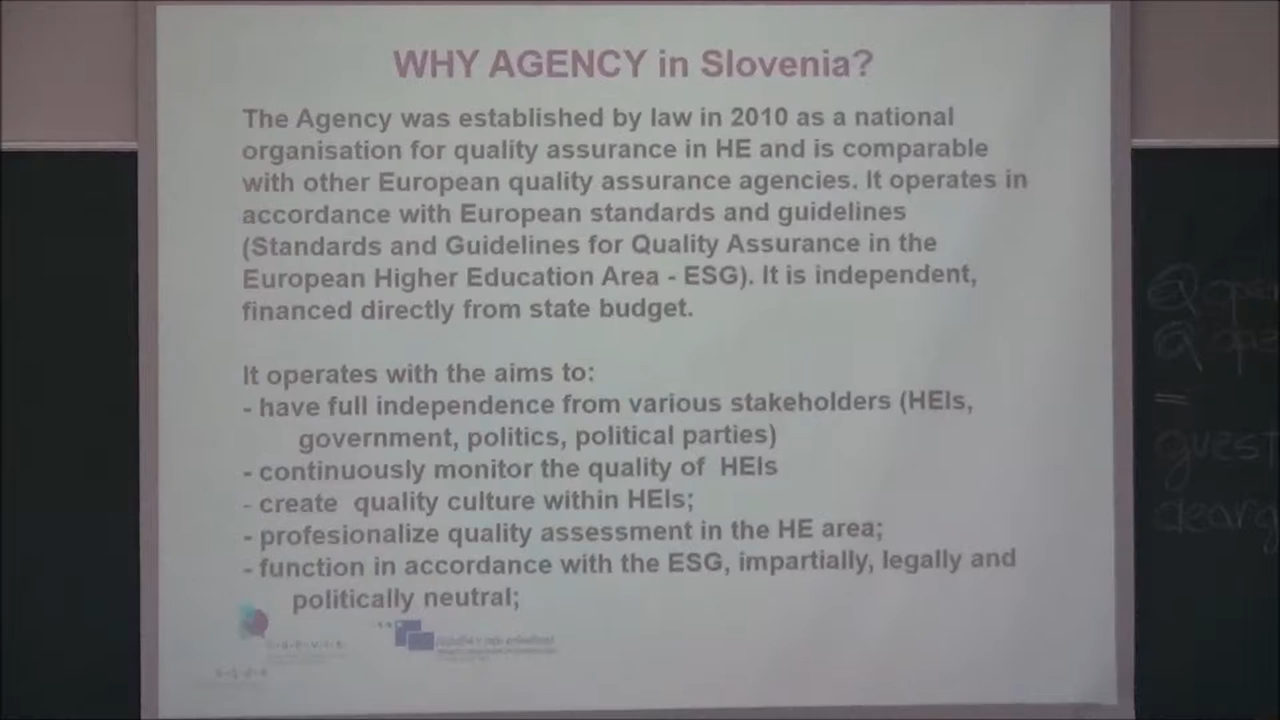 WHY AGENCY in Slovenia?
The Agency was established by law in 2010 as a national
organisation for quality assurance in HE and is comparable
with other European quality assurance agencies. It operates in
accordance with European standards and guidelines
(Standards and Guidelines for Quality Assurance in the
European Higher Education Area - ESG). It is independent,
financed directly from state budget.
It operates with the aims to:
- have full independence from various stakeholders (HEIs,
government, politics, political parties)
- continuously monitor the quality of HEIs
- create quality culture within HEIs;
- profesionalize quality assessment in the HE area;
- function in accordance with the ESG, impartially, legally and
politically neutral;